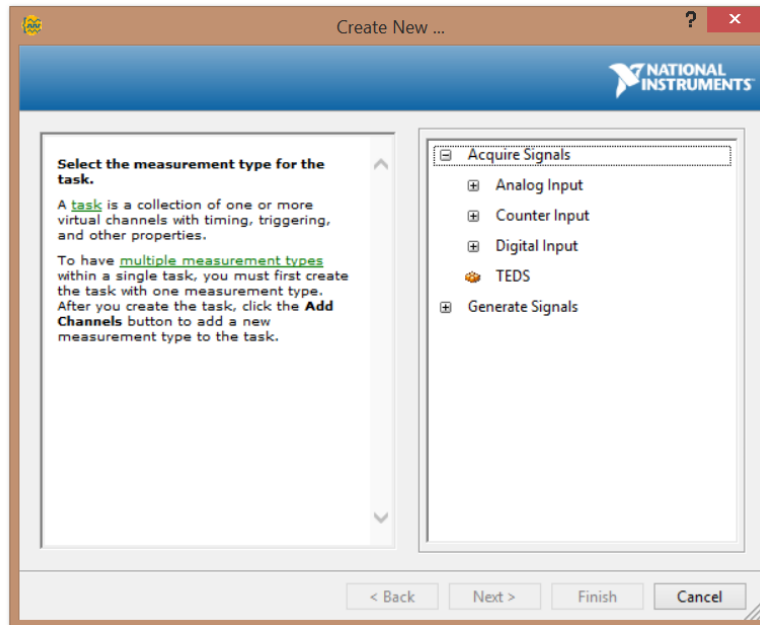 Create New ...
?
NATIONAL
INSTRUMENTS
Select the measurement type for the
task.
A task is a collection of one or more
virtual channels with timing, triggering,
and other properties.
To have multiple measurement types
within a single task, you must first create
the task with one measurement type.
After you create the task, click the Add
Channels button to add a new
measurement type to the task.
Acquire Signals
Analog Input
Counter Input
Digital Input
TEDS
Generate Signals
< Back
Next >
Finish
Cancel